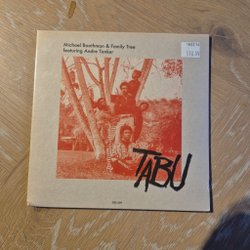 Michael Boothman & Family Tree
featuring Andre Tanker
TABU